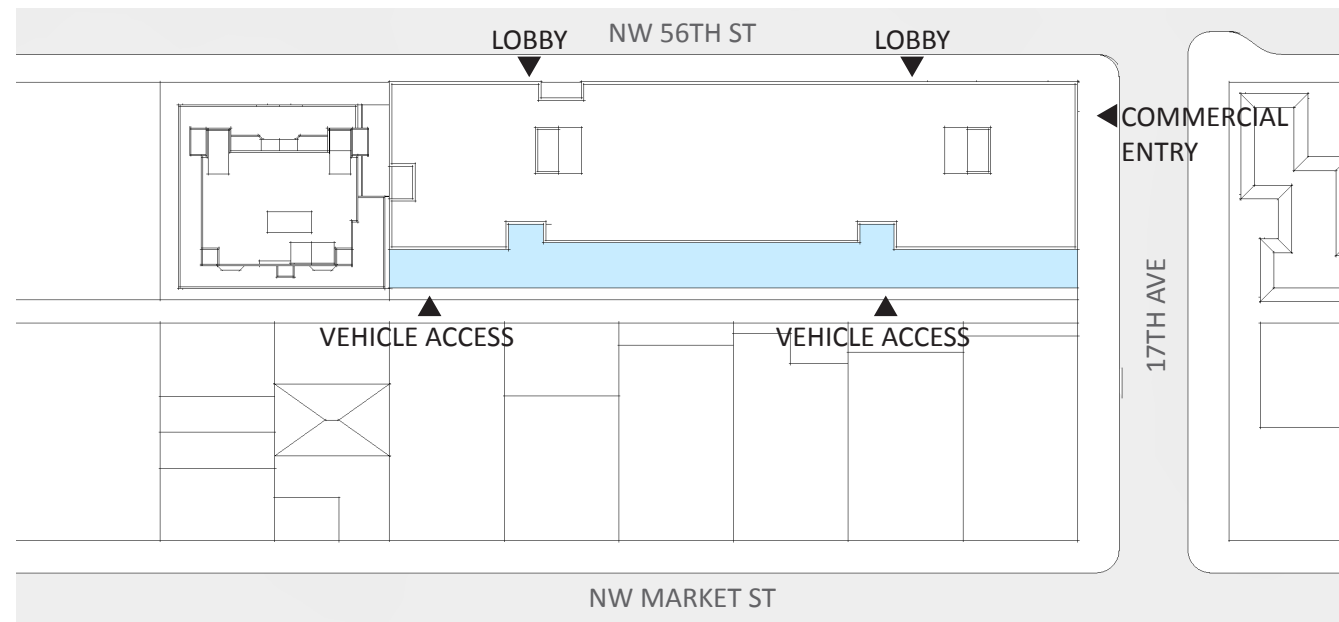 NW 56TH ST
LOBBY
LOBBY
COMMERCIAL
ENTRY
VEHICLE ACCESS
VEHICLE ACCESS
17TH AVE
NW MARKET ST